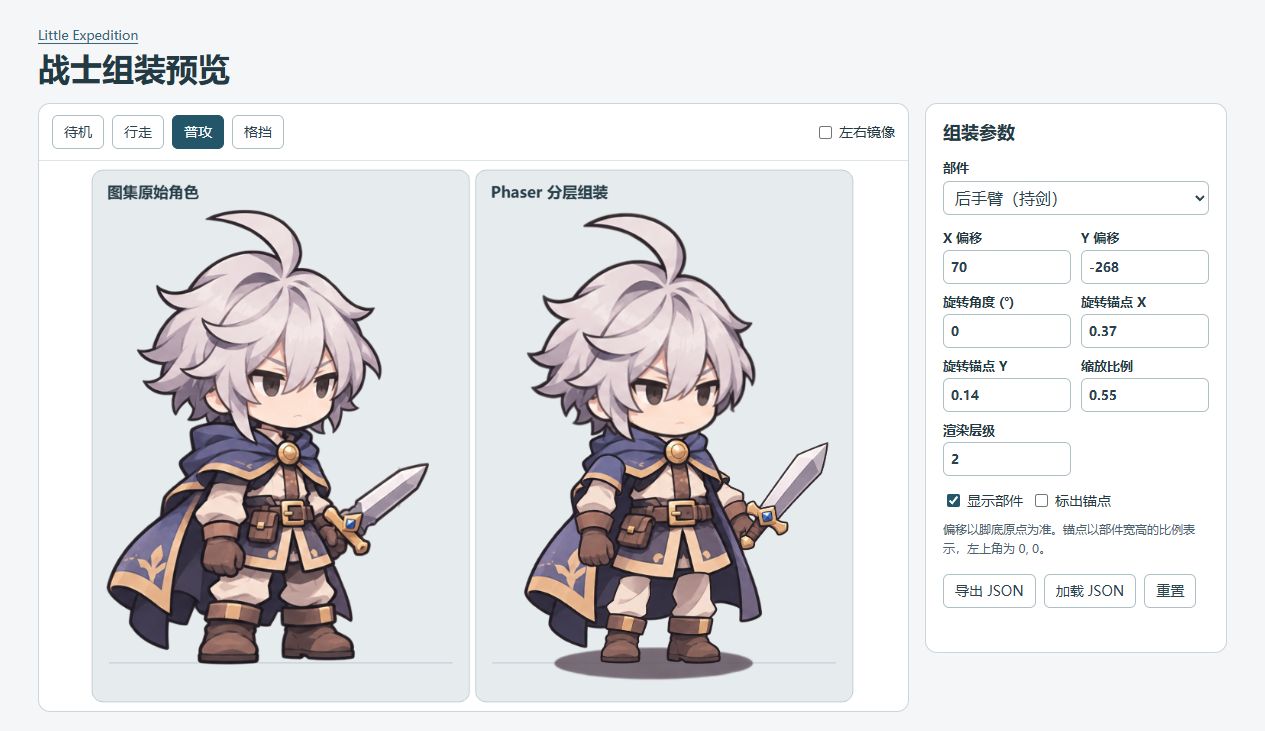 Little Expedition
战士组装预览
待机 行走 普攻 格挡 左右镜像
图集原始角色
Phaser 分层组装
组装参数
部件
后手臂（持剑）
X 偏移 Y 偏移
70 -268
旋转角度 (°) 旋转锚点 X
0 0.37
旋转锚点 Y 缩放比例
0.14 0.55
渲染层级
2
显示部件 标出锚点
偏移以脚底原点为准。锚点以部件宽高的比例表
示，左上角为 0, 0。
导出 JSON 加载 JSON 重置